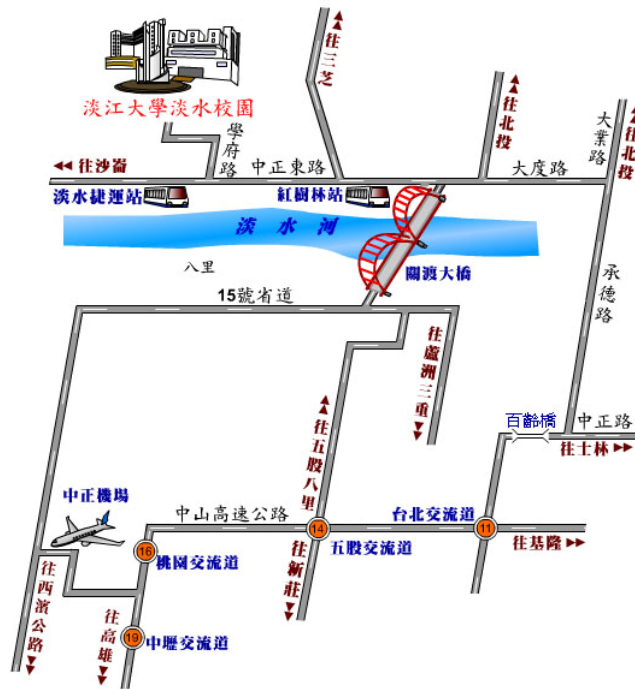 淡江大學淡水校園
往三芝
往北投
大業路
往北投
學府路
往沙崙
中正東路
大度路
淡水捷運站
紅樹林站
淡水河
八里
關渡大橋
承德路
15號省道
往蘆洲三重
往五股八里
百齡橋
中正路
往士林
中正機場
中山高速公路
台北交流道
14
11
16
桃園交流道
五股交流道
往基隆
往新莊
往西濱公路
往高雄
19
中壢交流道